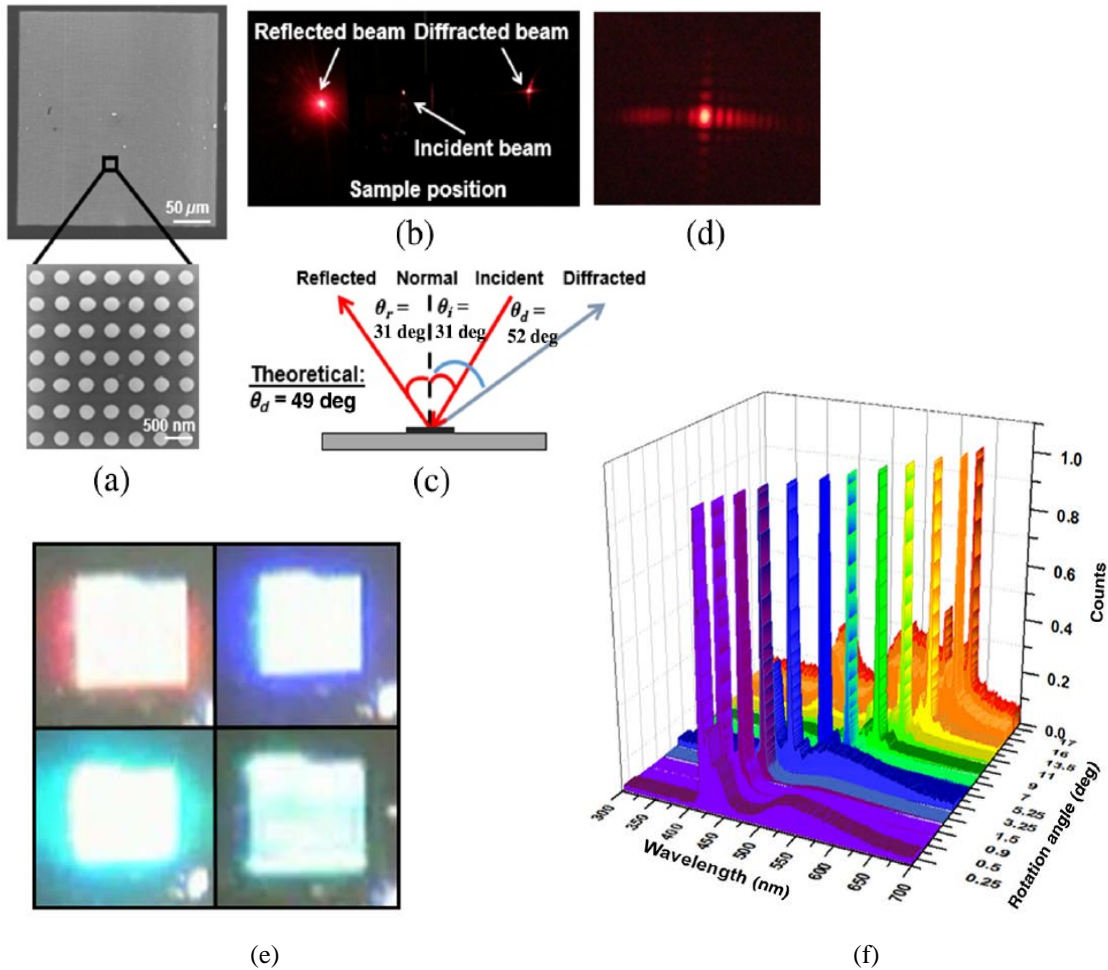 50 μm
500 nm
(a)
Reflected beam Diffracted beam
Incident beam
Sample position
(b)
(d)
Reflected Normal Incident Diffracted
θr = 31 deg
θi = 31 deg
θd = 52 deg
Theoretical:
θd = 49 deg
(c)
(e)
1.0
0.8
0.6
0.4
0.2
0.0
Counts
17
16
13.5
11
9
7
5.25
3.25
1.5
0.9
0.5
0.25
Rotation angle (deg)
300 350 400 450 500 550 600 650 700
Wavelength (nm)
(f)